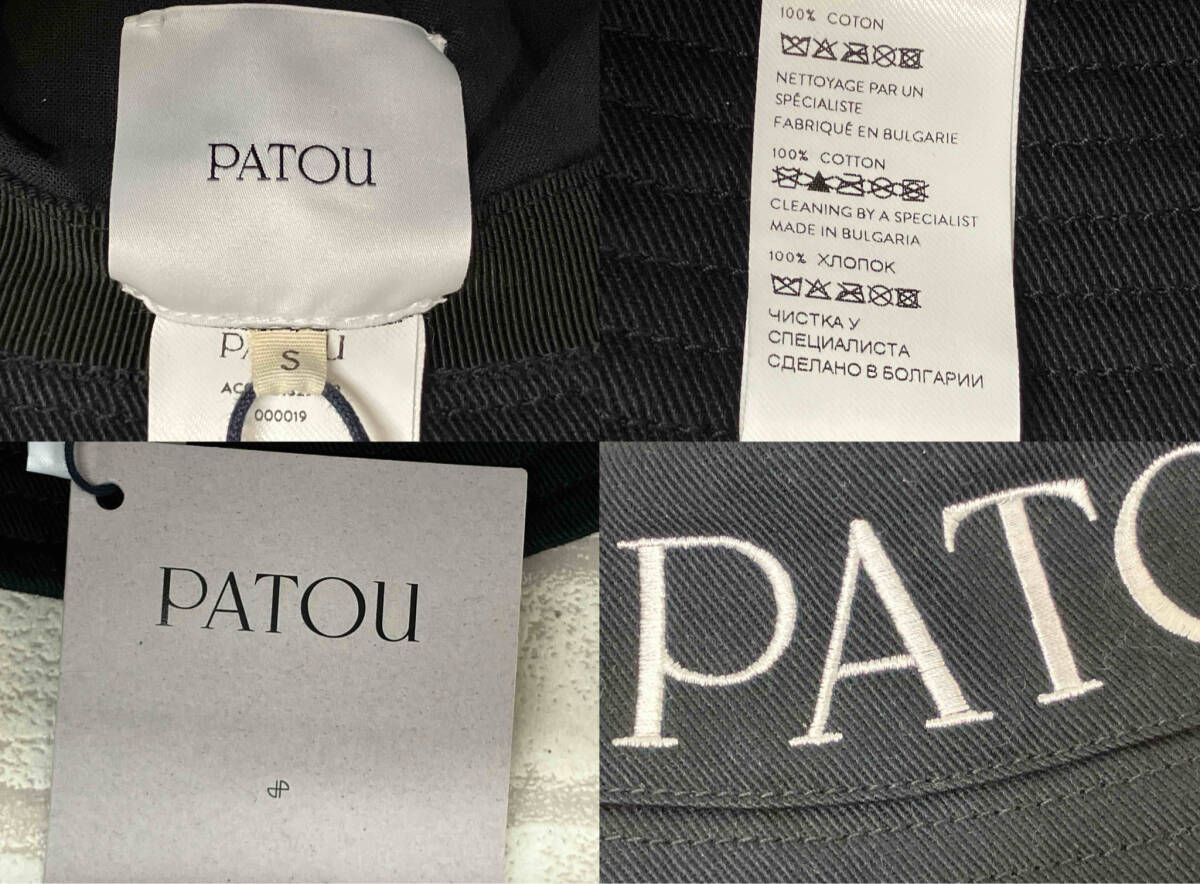 PATOU
S
000019
100% COTON
NETTOYAGE PAR UN
SPÉCIALISTE
FABRIQUÉ EN BULGARIE
100% COTTON
CLEANING BY A SPECIALIST
MADE IN BULGARIA
100% ХЛОПОК
ЧИСТКА У
СПЕЦИАЛИСТА
СДЕЛАНО В БОЛГАРИИ
PATOU
JP
PATO